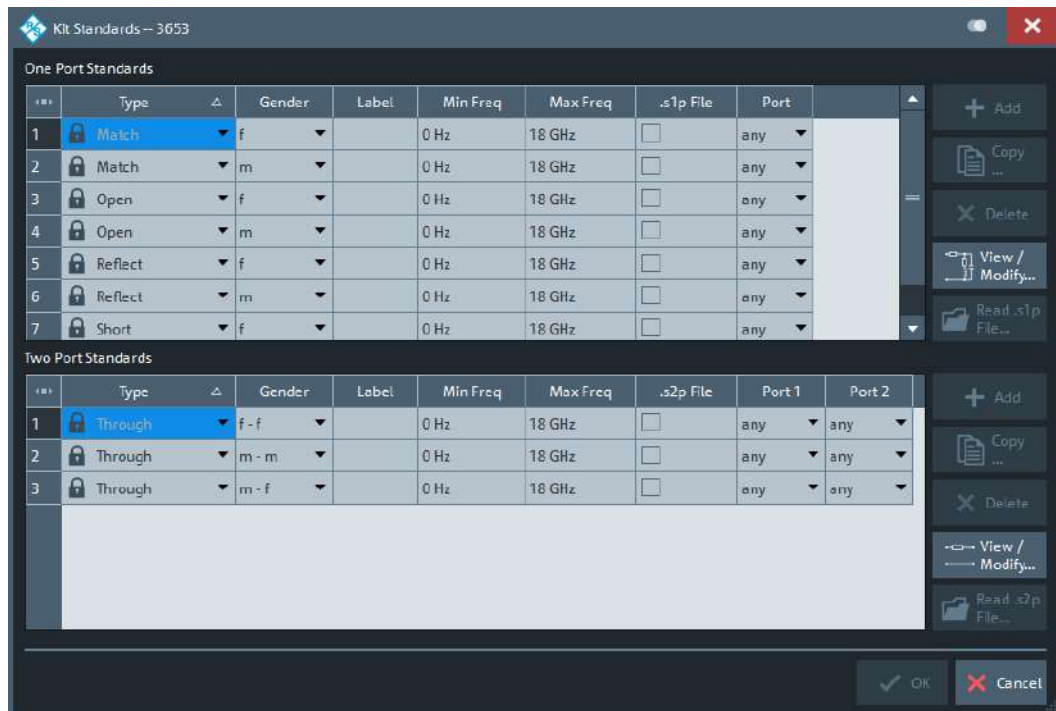 Kit Standards -- 3653
One Port Standards
Type Gender Label Min Freq Max Freq .s1p File Port
1 Match f 0 Hz 18 GHz any
2 Match m 0 Hz 18 GHz any
3 Open f 0 Hz 18 GHz any
4 Open m 0 Hz 18 GHz any
5 Reflect f 0 Hz 18 GHz any
6 Reflect m 0 Hz 18 GHz any
7 Short f 0 Hz 18 GHz any
Add
Copy
...
Delete
View /
Modify...
Read .s1p
File...
Two Port Standards
Type Gender Label Min Freq Max Freq .s2p File Port 1 Port 2
1 Through f - f 0 Hz 18 GHz any any
2 Through m - m 0 Hz 18 GHz any any
3 Through m - f 0 Hz 18 GHz any any
Add
Copy
...
Delete
View /
Modify...
Read .s2p
File...
OK Cancel